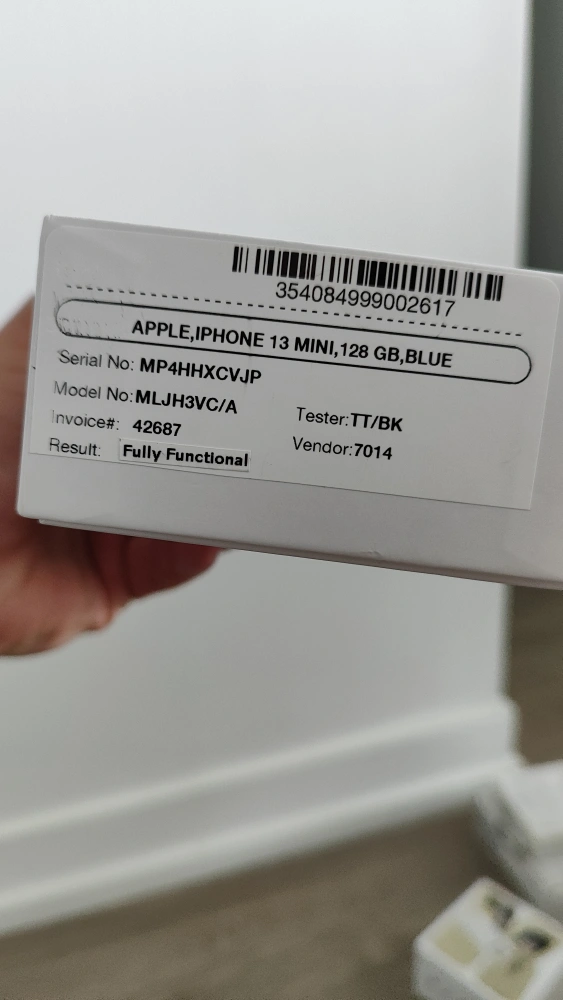 354084999002617
APPLE,IPHONE 13 MINI,128 GB,BLUE
Serial No: MP4HHXCVJP
Model No:MLJH3VC/A
Tester:TT/BK
Invoice#: 42687
Vendor:7014
Result: Fully Functional